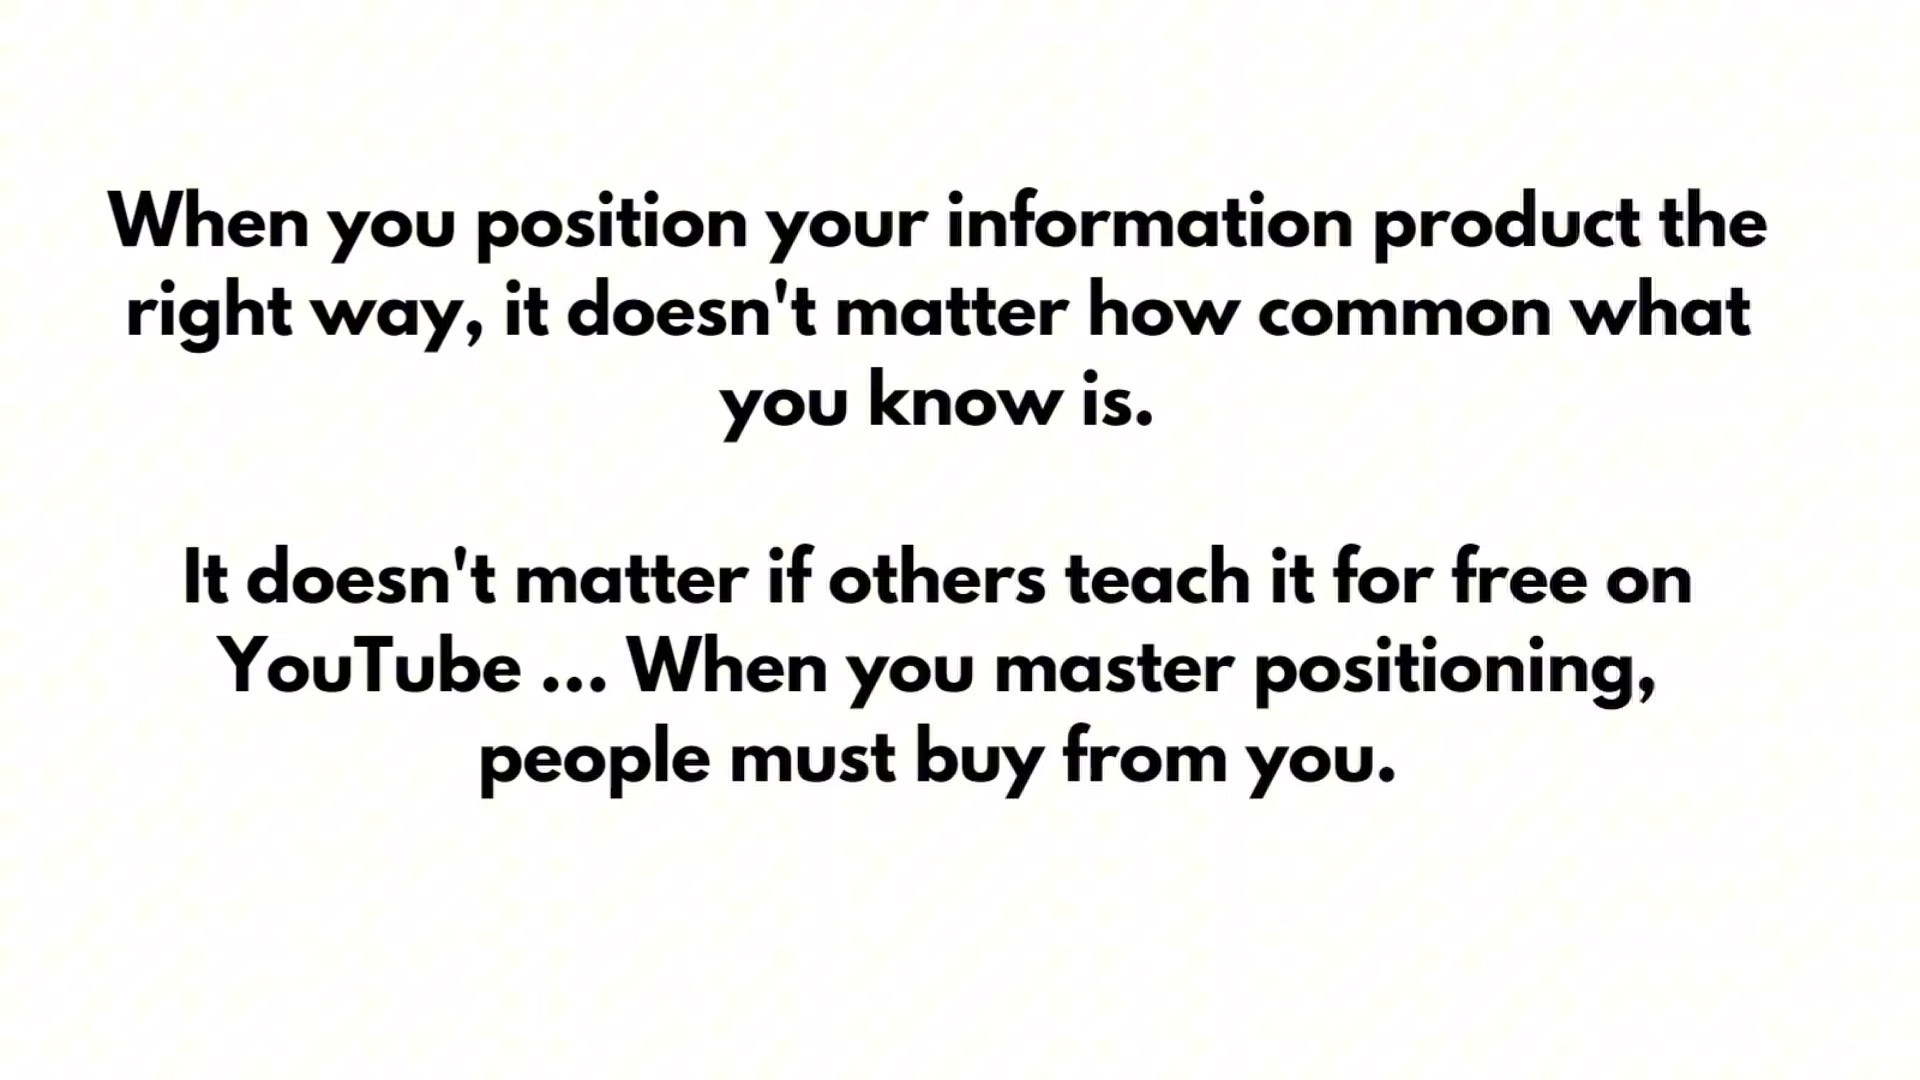 When you position your information product the
right way, it doesn't matter how common what
you know is.
It doesn't matter if others teach it for free on
YouTube ... When you master positioning,
people must buy from you.